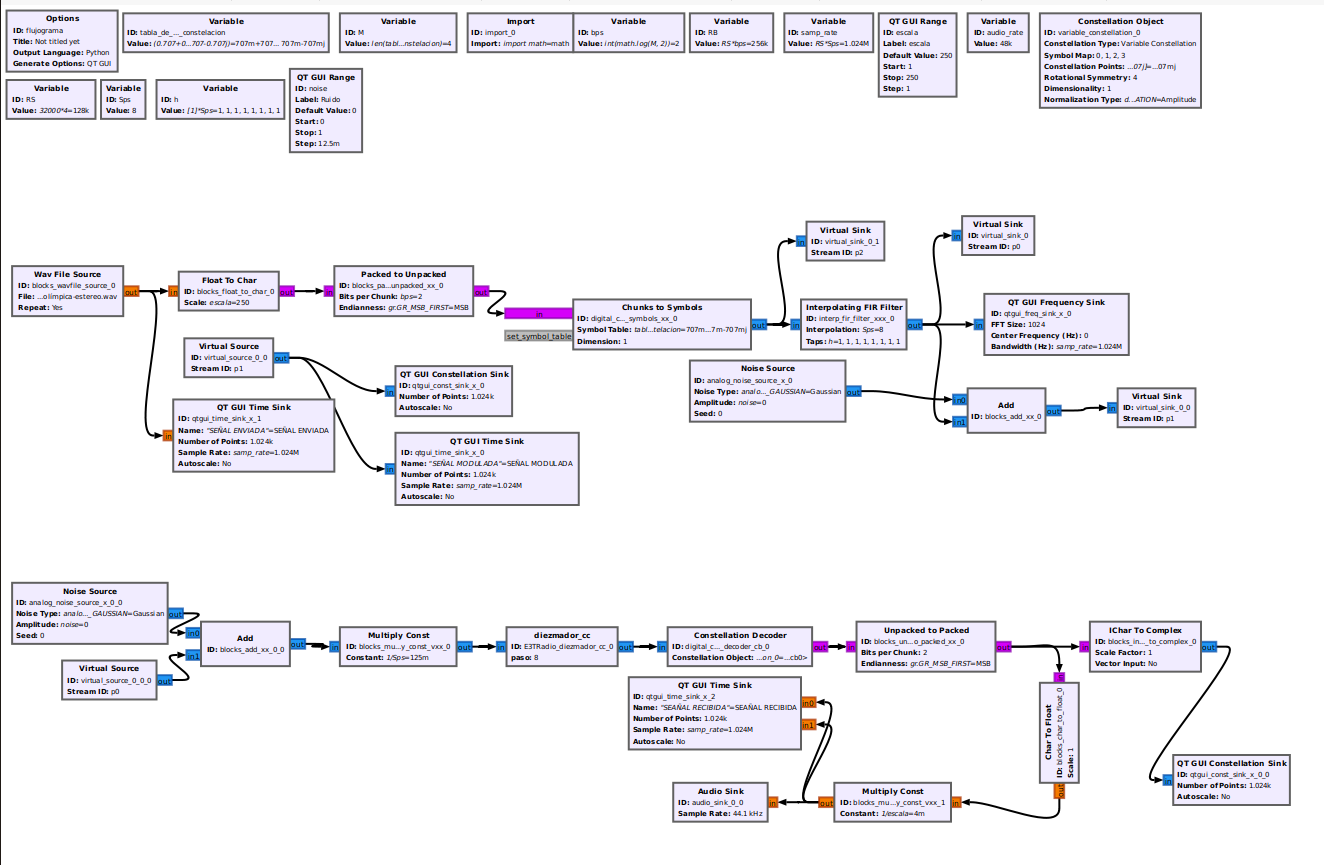 Options
ID: flujograma
Title: Not titled yet
Output Language: Python
Generate Options: QT GUI
Variable
ID: tabla_de_..._constelacion
Value: (0.707+0...707-0.707j)=707m+707... 707m-707mj
Variable
ID: M
Value: len(tabl...nstelacion)=4
Import
ID: import_0
Import: import math=math
Variable
ID: bps
Value: int(math.log(M, 2))=2
Variable
ID: RB
Value: RS*bps=256k
Variable
ID: samp_rate
Value: RS*Sps=1.024M
QT GUI Range
ID: escala
Label: escala
Default Value: 250
Start: 1
Stop: 250
Step: 1
Variable
ID: audio_rate
Value: 48k
Constellation Object
ID: variable_constellation_0
Constellation Type: Variable Constellation
Symbol Map: 0, 1, 2, 3
Constellation Points: ...07j]=...07mj
Rotational Symmetry: 4
Dimensionality: 1
Normalization Type: d...ATION=Amplitude
Variable
ID: RS
Value: 32000*4=128k
Variable
ID: Sps
Value: 8
Variable
ID: h
Value: [1]*Sps=1, 1, 1, 1, 1, 1, 1, 1
QT GUI Range
ID: noise
Label: Ruido
Default Value: 0
Start: 0
Stop: 1
Step: 12.5m
Wav File Source
ID: blocks_wavfile_source_0
File: ...olimpica-estereo.wav
Repeat: Yes
out
in
Float To Char
ID: blocks_float_to_char_0
Scale: escala=250
out
in
Packed to Unpacked
ID: blocks_pa...unpacked_xx_0
Bits per Chunk: bps=2
Endianness: gr.GR_MSB_FIRST=MSB
out
in
set_symbol_table
Chunks to Symbols
ID: digital_c..._symbols_xx_0
Symbol Table: tabl...telacion=707m...7m-707mj
Dimension: 1
out
in
Virtual Sink
ID: virtual_sink_0_1
Stream ID: p2
in
Interpolating FIR Filter
ID: interp_fir_filter_xxx_0
Interpolation: Sps=8
Taps: h=1, 1, 1, 1, 1, 1, 1, 1
out
in
Virtual Sink
ID: virtual_sink_0
Stream ID: p0
in
QT GUI Frequency Sink
ID: qtgui_freq_sink_x_0
FFT Size: 1024
Center Frequency (Hz): 0
Bandwidth (Hz): samp_rate=1.024M
Virtual Source
ID: virtual_source_0_0
Stream ID: p1
out
in
QT GUI Constellation Sink
ID: qtgui_const_sink_x_0
Number of Points: 1.024k
Autoscale: No
Noise Source
ID: analog_noise_source_x_0
Noise Type: analo..._GAUSSIAN=Gaussian
Amplitude: noise=0
Seed: 0
out
in0
in1
Add
ID: blocks_add_xx_0
out
in
Virtual Sink
ID: virtual_sink_0_0
Stream ID: p1
in
QT GUI Time Sink
ID: qtgui_time_sink_x_1
Name: "SEÑAL ENVIADA"=SEÑAL ENVIADA
Number of Points: 1.024k
Sample Rate: samp_rate=1.024M
Autoscale: No
in
QT GUI Time Sink
ID: qtgui_time_sink_x_0
Name: "SEÑAL MODULADA"=SEÑAL MODULADA
Number of Points: 1.024k
Sample Rate: samp_rate=1.024M
Autoscale: No
Noise Source
ID: analog_noise_source_x_0_0
Noise Type: analo..._GAUSSIAN=Gaussian
Amplitude: noise=0
Seed: 0
out
Virtual Source
ID: virtual_source_0_0_0
Stream ID: p0
out
in0
in1
Add
ID: blocks_add_xx_0_0
out
in
Multiply Const
ID: blocks_mu...y_const_vxx_0
Constant: 1/Sps=125m
out
in
diezmador_cc
ID: E3TRadio_diezmador_cc_0
paso: 8
out
in
Constellation Decoder
ID: digital_c..._decoder_cb_0
Constellation Object: ...on_0=...cb0>
out
in
Unpacked to Packed
ID: blocks_un...o_packed_xx_0
Bits per Chunk: 2
Endianness: gr.GR_MSB_FIRST=MSB
out
in
IChar To Complex
ID: blocks_in..._to_complex_0
Scale Factor: 1
Vector Input: No
out
QT GUI Time Sink
ID: qtgui_time_sink_x_2
Name: "SEAÑAL RECIBIDA"=SEAÑAL RECIBIDA
Number of Points: 1.024k
Sample Rate: samp_rate=1.024M
Autoscale: No
in0
in1
in
Char To Float
ID: blocks_char_to_float_0
Scale: 1
out
Audio Sink
ID: audio_sink_0_0
Sample Rate: 44.1 kHz
in
out
Multiply Const
ID: blocks_mu...y_const_vxx_1
Constant: 1/escala=4m
in
in
QT GUI Constellation Sink
ID: qtgui_const_sink_x_0_0
Number of Points: 1.024k
Autoscale: No